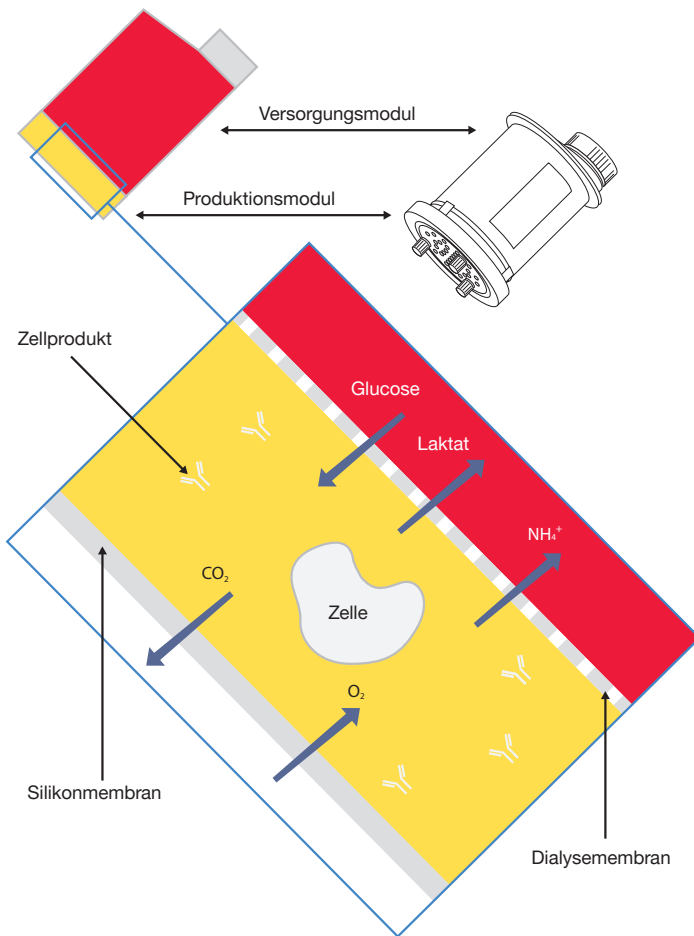 Versorgungsmodul
Produktionsmodul
Zellprodukt
Glucose
Laktat
NH₄⁺
CO₂
Zelle
O₂
Silikonmembran
Dialysemembran